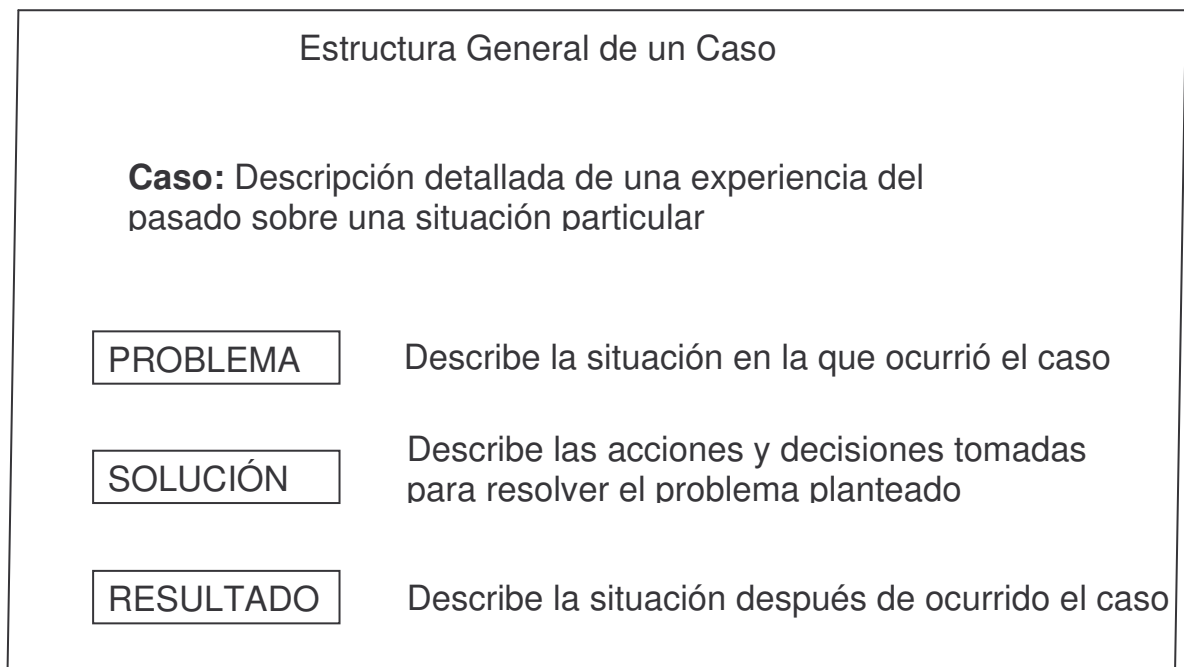 Estructura General de un Caso
Caso: Descripción detallada de una experiencia del
pasado sobre una situación particular
PROBLEMA
Describe la situación en la que ocurrió el caso
SOLUCIÓN
Describe las acciones y decisiones tomadas
para resolver el problema planteado
RESULTADO
Describe la situación después de ocurrido el caso